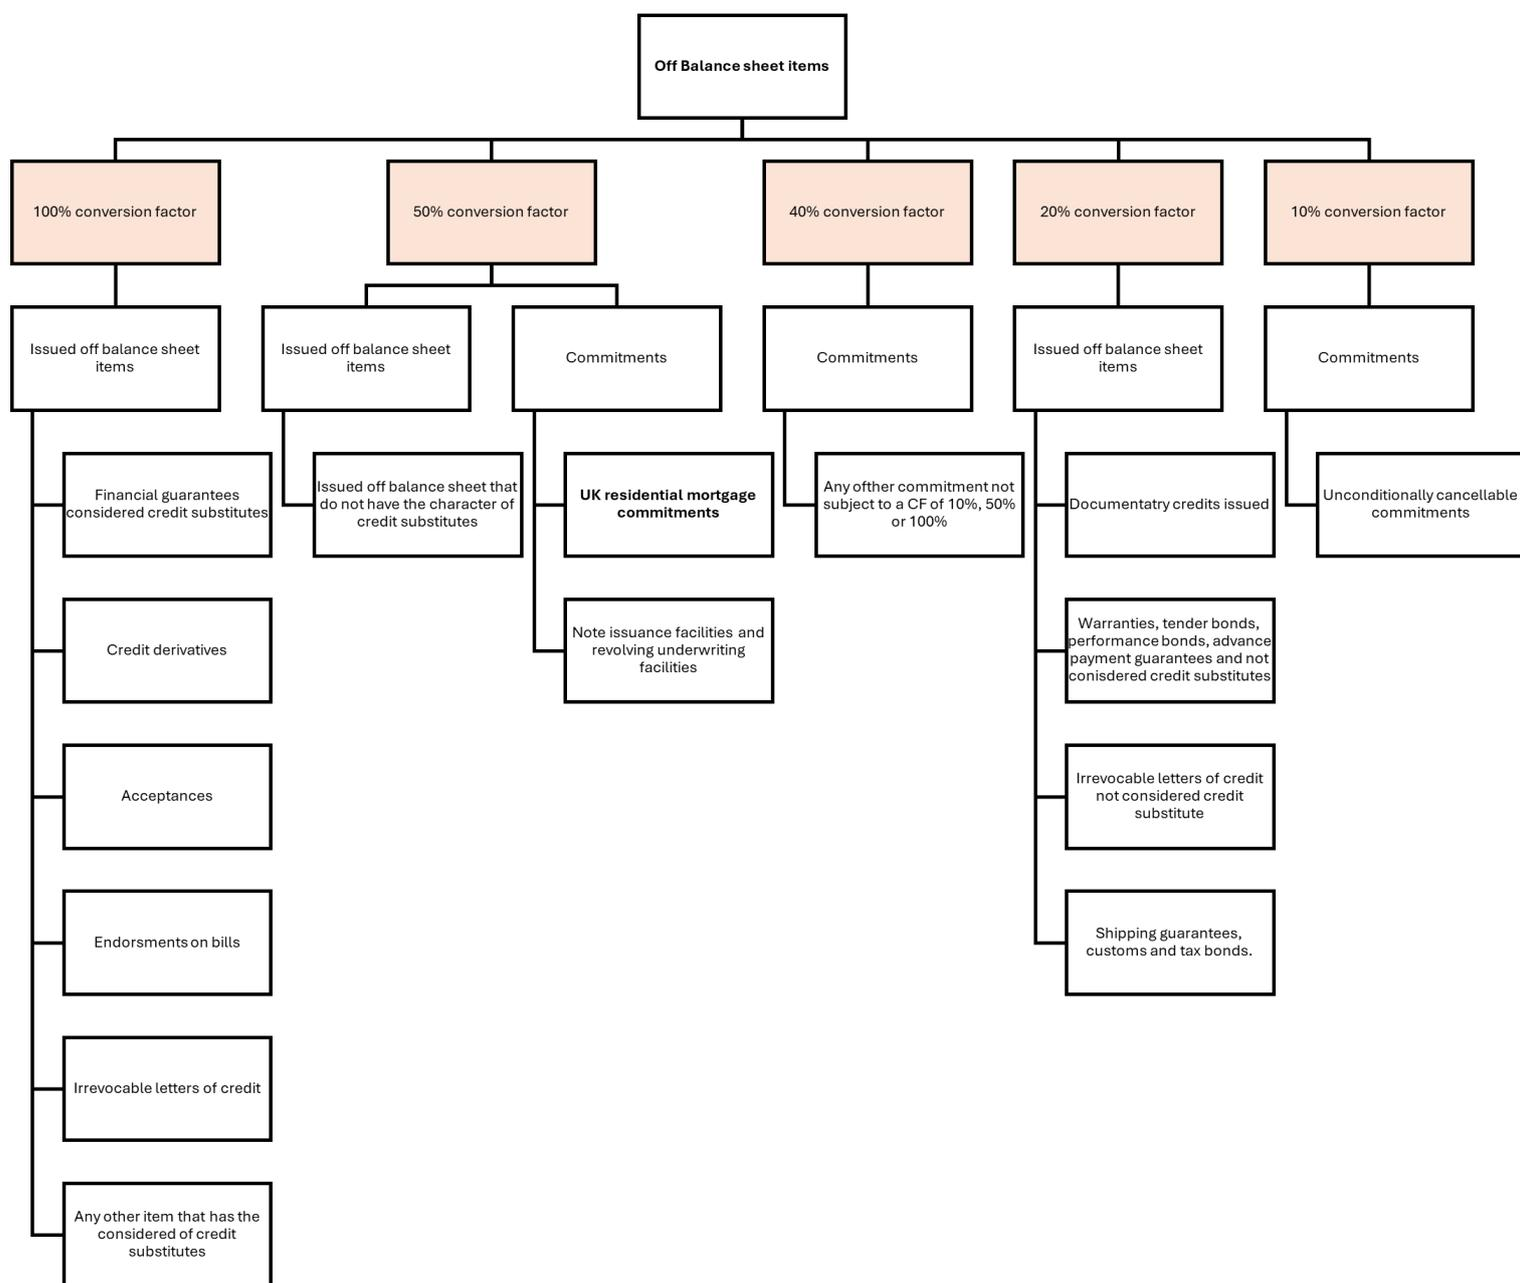 Off Balance sheet items
100% conversion factor
50% conversion factor
40% conversion factor
20% conversion factor
10% conversion factor
Issued off balance sheet
items
Issued off balance sheet
items
Commitments
Commitments
Issued off balance sheet
items
Commitments
Financial guarantees
considered credit substitutes
Issued off balance sheet that
do not have the character of
credit substitutes
UK residential mortgage
commitments
Any ofther commitment not
subject to a CF of 10%, 50%
or 100%
Documentatry credits issued
Unconditionally cancellable
commitments
Credit derivatives
Note issuance facilities and
revolving underwriting
facilities
Warranties, tender bonds,
performance bonds, advance
payment guarantees and not
conisdered credit substitutes
Acceptances
Irrevocable letters of credit
not considered credit
substitute
Endorsments on bills
Shipping guarantees,
customs and tax bonds.
Irrevocable letters of credit
Any other item that has the
considered of credit
substitutes